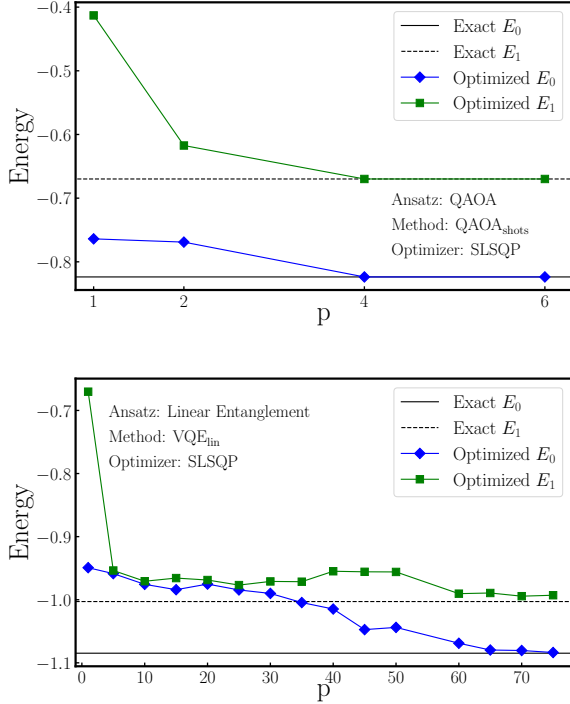 −0.4
−0.5
−0.6
−0.7
−0.8
Energy
Exact E₀
Exact E₁
Optimized E₀
Optimized E₁
Ansatz: QAOA
Method: QAOA_shots
Optimizer: SLSQP
1 2 4 6
p
−0.7
−0.8
−0.9
−1.0
−1.1
Energy
Ansatz: Linear Entanglement
Method: VQE_lin
Optimizer: SLSQP
Exact E₀
Exact E₁
Optimized E₀
Optimized E₁
0 10 20 30 40 50 60 70
p